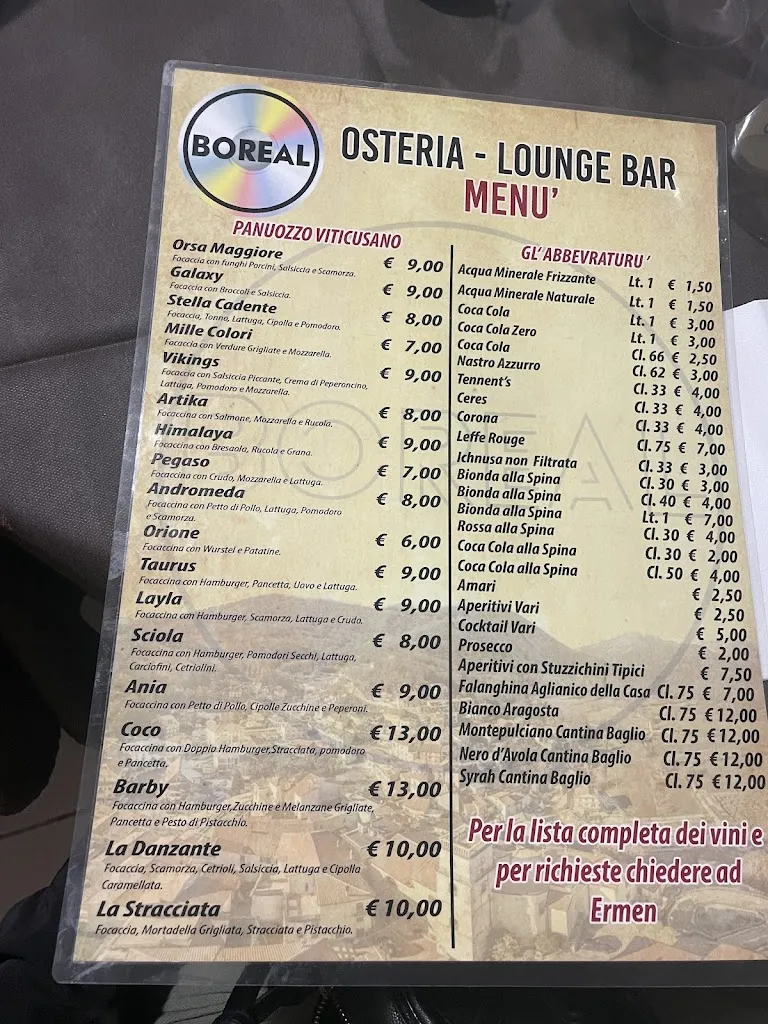 BOREAL
OSTERIA - LOUNGE BAR
MENU'
PANUOZZO VITICUSANO
Orsa Maggiore € 9,00
Focaccia con funghi Porcini, Salsiccia e Scamorza.
Galaxy € 9,00
Focaccia con Broccoli e Salsiccia.
Stella Cadente € 8,00
Focaccia, Tonno, Lattuga, Cipolla e Pomodoro.
Mille Colori € 7,00
Focaccia con Verdure Grigliate e Mozzarella.
Vikings € 9,00
Focaccia con Salsiccia Piccante, Crema di Peperoncino,
Lattuga, Pomodoro e Mozzarella.
Artika € 8,00
Focaccina con Salmone, Mozzarella e Rucola.
Himalaya € 9,00
Focaccina con Bresaola, Rucola e Grana.
Pegaso € 7,00
Focaccina con Crudo, Mozzarella e Lattuga.
Andromeda € 8,00
Focaccina con Petto di Pollo, Lattuga, Pomodoro
e Scamorza.
Orione € 6,00
Focaccina con Wurstel e Patatine.
Taurus € 9,00
Focaccina con Hamburger, Pancetta, Uovo e Lattuga.
Layla € 9,00
Focaccina con Hamburger, Scamorza, Lattuga e Crudo.
Sciola € 8,00
Focaccina con Hamburger, Pomodori Secchi, Lattuga,
Carciofini, Cetriolini.
Ania € 9,00
Focaccina con Petto di Pollo, Cipolle Zucchine e Peperoni.
Coco € 13,00
Focaccina con Doppio Hamburger,Stracciata, pomodoro
e Pancetta.
Barby € 13,00
Focaccina con Hamburger,Zucchine e Melanzane Grigliate,
Pancetta e Pesto di Pistacchio.
La Danzante € 10,00
Focaccia, Scamorza, Cetrioli, Salsiccia, Lattuga e Cipolla
Caramellata.
La Stracciata € 10,00
Focaccia, Mortadella Grigliata, Stracciata e Pistacchio.
GL' ABBEVRATURU'
Acqua Minerale Frizzante Lt. 1 € 1,50
Acqua Minerale Naturale Lt. 1 € 1,50
Coca Cola Lt. 1 € 3,00
Coca Cola Zero Lt. 1 € 3,00
Coca Cola Cl. 66 € 2,50
Nastro Azzurro Cl. 62 € 3,00
Tennent's Cl. 33 € 4,00
Ceres Cl. 33 € 4,00
Corona Cl. 33 € 4,00
Leffe Rouge Cl. 75 € 7,00
Ichnusa non Filtrata Cl. 33 € 3,00
Bionda alla Spina Cl. 30 € 3,00
Bionda alla Spina Cl. 40 € 4,00
Bionda alla Spina Lt. 1 € 7,00
Rossa alla Spina Cl. 30 € 4,00
Coca Cola alla Spina Cl. 30 € 2,00
Coca Cola alla Spina Cl. 50 € 4,00
Amari € 2,50
Aperitivi Vari € 2,50
Cocktail Vari € 5,00
Prosecco € 2,00
Aperitivi con Stuzzichini Tipici € 7,50
Falanghina Aglianico della Casa Cl. 75 € 7,00
Bianco Aragosta Cl. 75 € 12,00
Montepulciano Cantina Baglio Cl. 75 € 12,00
Nero d'Avola Cantina Baglio Cl. 75 € 12,00
Syrah Cantina Baglio Cl. 75 € 12,00
Per la lista completa dei vini e
per richieste chiedere ad
Ermen